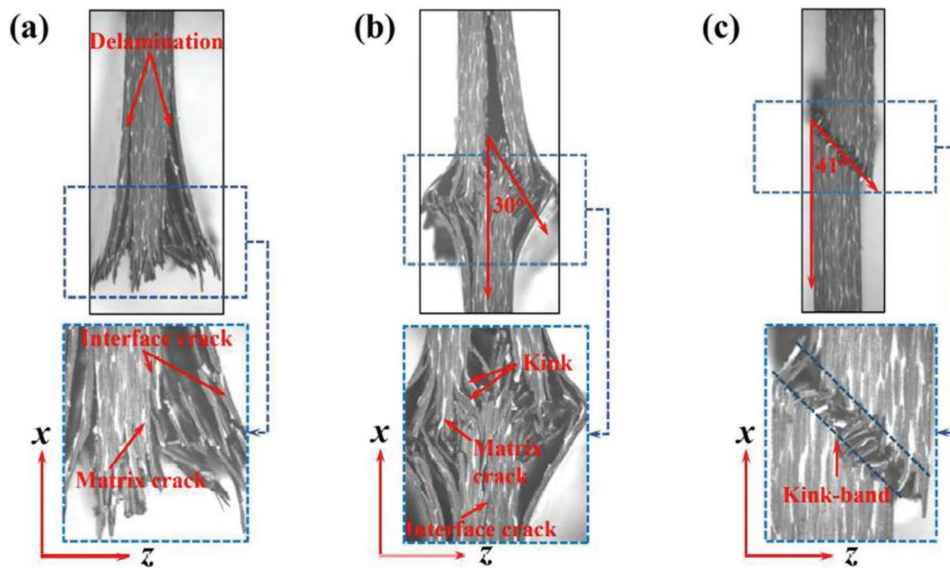 (a)
Delamination
Interface crack
Matrix crack
x
z
(b)
30°
Kink
Matrix
crack
Interface crack
x
z
(c)
41°
Kink-band
x
z